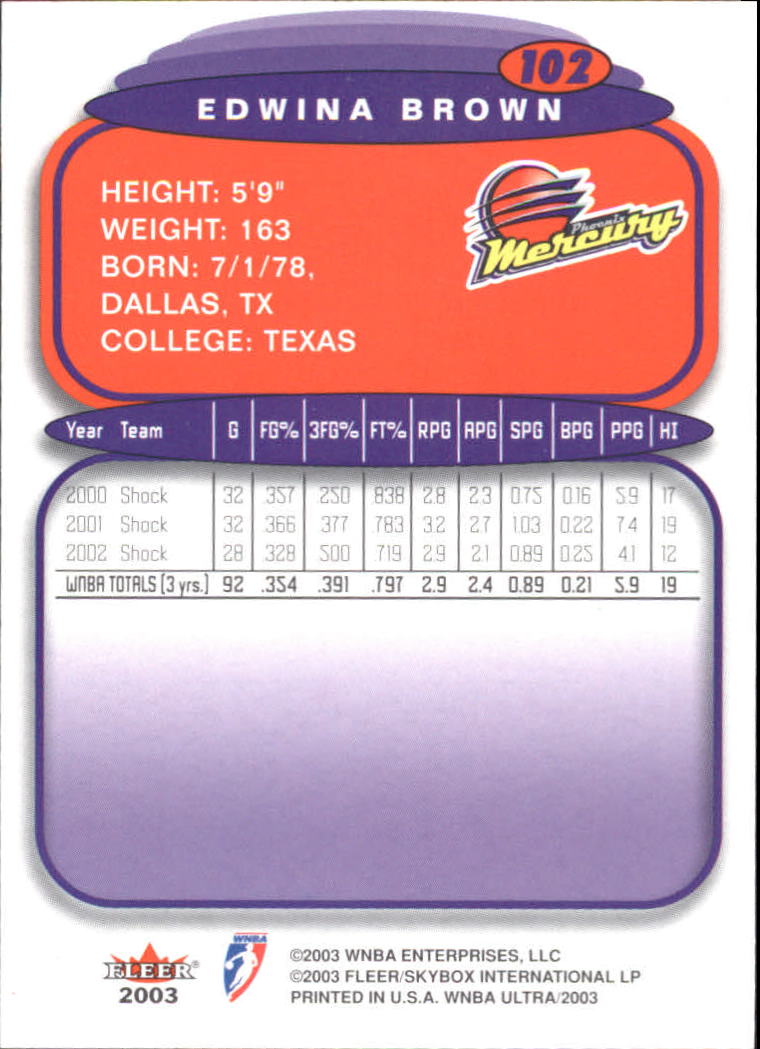 102
EDWINA BROWN
HEIGHT: 5'9"
WEIGHT: 163
BORN: 7/1/78,
DALLAS, TX
COLLEGE: TEXAS
Phoenix
Mercury
Year Team G FG% 3FG% FT% RPG APG SPG BPG PPG HI
2000 Shock 32 .357 .250 .838 2.8 2.3 0.75 0.16 5.9 17
2001 Shock 32 .366 .377 .783 3.2 2.7 1.03 0.22 7.4 19
2002 Shock 28 .328 .500 .719 2.9 2.1 0.89 0.25 4.1 12
WNBA TOTALS (3 yrs.) 92 .354 .391 .797 2.9 2.4 0.89 0.21 5.9 19
WNBA
FLEER®
2003
©2003 WNBA ENTERPRISES, LLC
©2003 FLEER/SKYBOX INTERNATIONAL LP
PRINTED IN U.S.A. WNBA ULTRA/2003